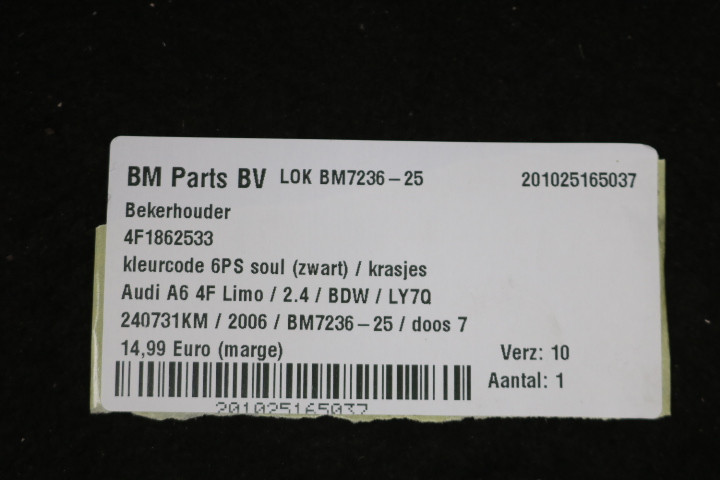 BM Parts BV LOK BM7236-25 201025165037
Bekerhouder
4F1862533
kleurcode 6PS soul (zwart) / krasjes
Audi A6 4F Limo / 2.4 / BDW / LY7Q
240731KM / 2006 / BM7236-25 / doos 7
14,99 Euro (marge) Verz: 10
Aantal: 1
201025165037